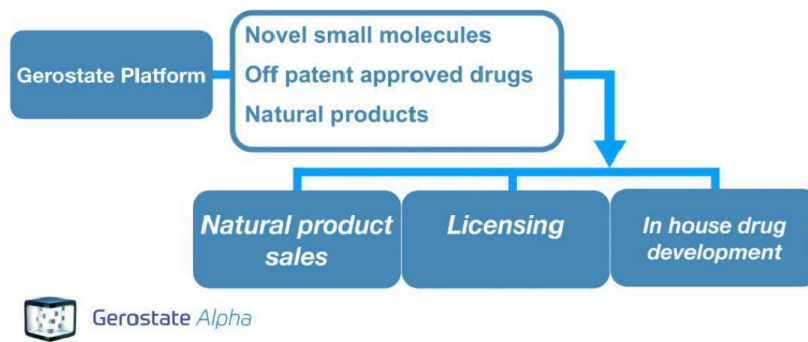 Gerostate Platform
Novel small molecules
Off patent approved drugs
Natural products
Natural product
sales
Licensing
In house drug
development
Gerostate Alpha